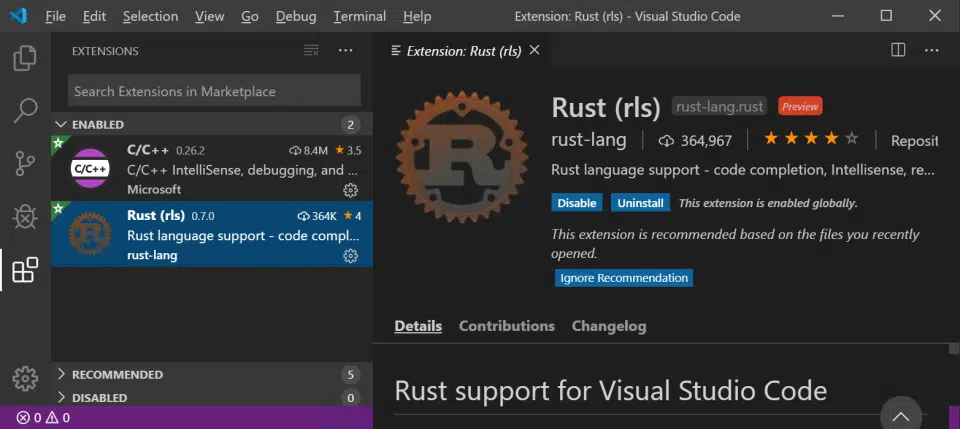 File Edit Selection View Go Debug Terminal Help Extension: Rust (rls) - Visual Studio Code
EXTENSIONS
Search Extensions in Marketplace
ENABLED 2
C/C++ 0.26.2 8.4M 3.5
C/C++ IntelliSense, debugging, and ...
Microsoft
C/C++
Rust (rls) 0.7.0 364K 4
Rust language support - code compl...
rust-lang
RECOMMENDED 5
DISABLED 0
Extension: Rust (rls)
R
Rust (rls) rust-lang.rust Preview
rust-lang 364,967 Reposit
Rust language support - code completion, Intellisense, re...
Disable Uninstall This extension is enabled globally.
This extension is recommended based on the files you recently
opened.
Ignore Recommendation
Details Contributions Changelog
Rust support for Visual Studio Code
0 0